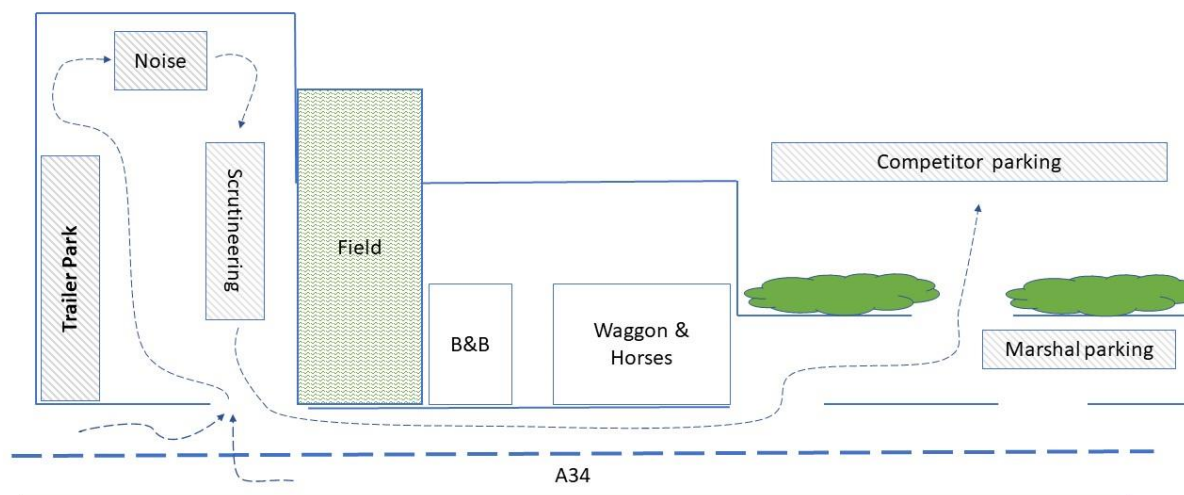 Noise
Competitor parking
Scrutineering
Trailer Park
Field
B&B
Waggon &
Horses
Marshal parking
A34